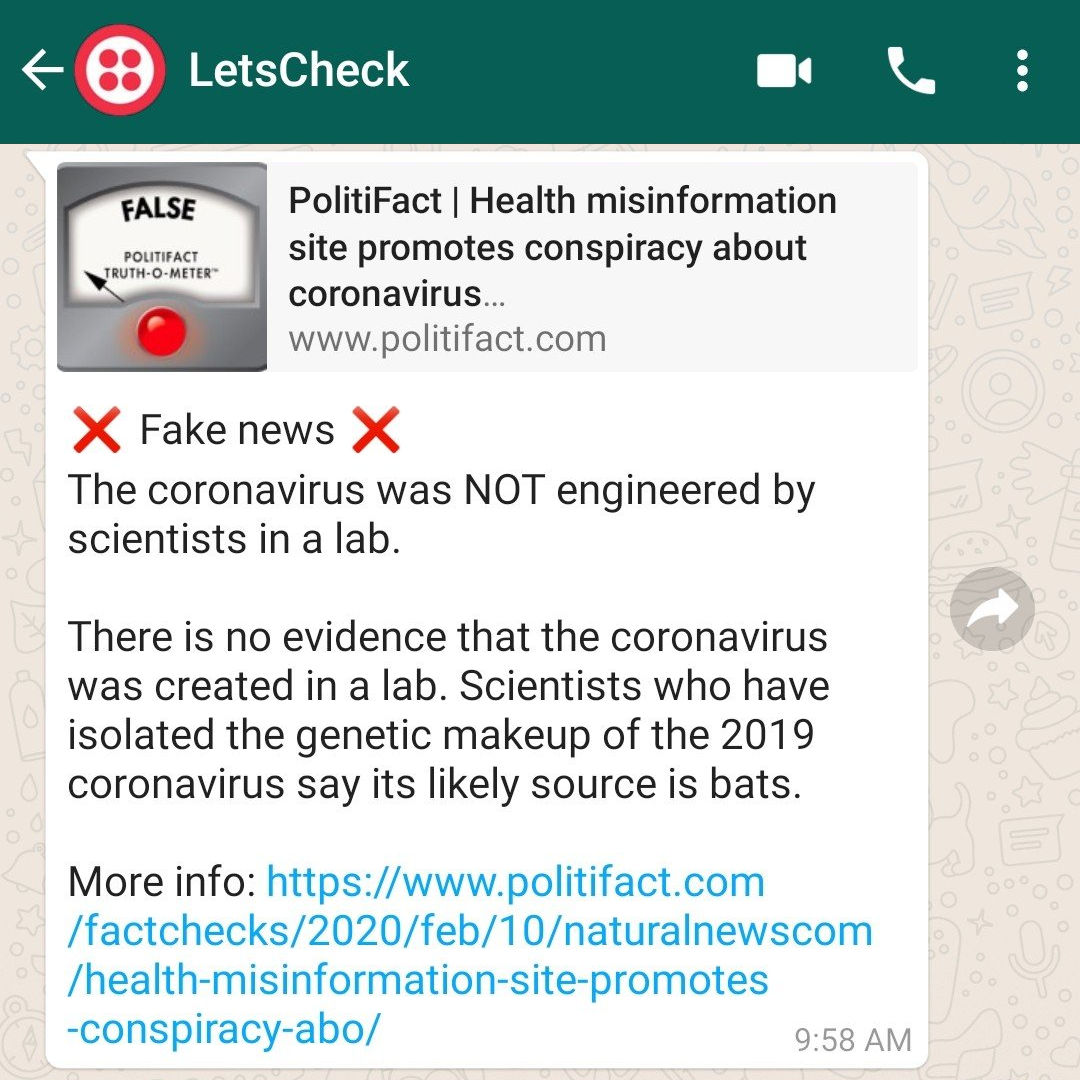 LetsCheck
FALSE
POLITIFACT
TRUTH-O-METER™
PolitiFact | Health misinformation
site promotes conspiracy about
coronavirus...
www.politifact.com
❌ Fake news ❌
The coronavirus was NOT engineered by
scientists in a lab.
There is no evidence that the coronavirus
was created in a lab. Scientists who have
isolated the genetic makeup of the 2019
coronavirus say its likely source is bats.
More info: https://www.politifact.com
/factchecks/2020/feb/10/naturalnewscom
/health-misinformation-site-promotes
-conspiracy-abo/
9:58 AM